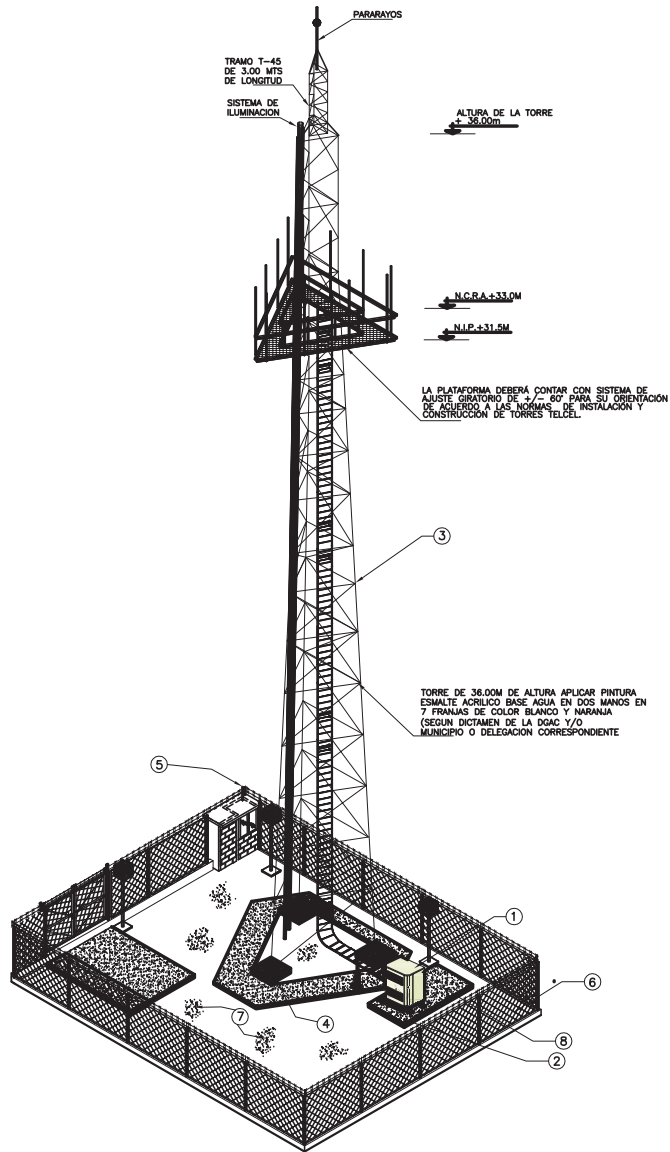 PARARAYOS
TRAMO T-45
DE 3.00 MTS
DE LONGITUD
SISTEMA DE
ILUMINACION
ALTURA DE LA TORRE
+ 36.00m
N.C.R.A.+33.0M
N.I.P.+31.5M
LA PLATAFORMA DEBERÁ CONTAR CON SISTEMA DE
AJUSTE GIRATORIO DE +/- 60° PARA SU ORIENTACIÓN
DE ACUERDO A LAS NORMAS DE INSTALACIÓN Y
CONSTRUCCIÓN DE TORRES TELCEL.
3
TORRE DE 36.00M DE ALTURA APLICAR PINTURA
ESMALTE ACRILICO BASE AGUA EN DOS MANOS EN
7 FRANJAS DE COLOR BLANCO Y NARANJA
(SEGUN DICTAMEN DE LA DGAC Y/O
MUNICIPIO O DELEGACION CORRESPONDIENTE
5
1
6
7
4
8
2